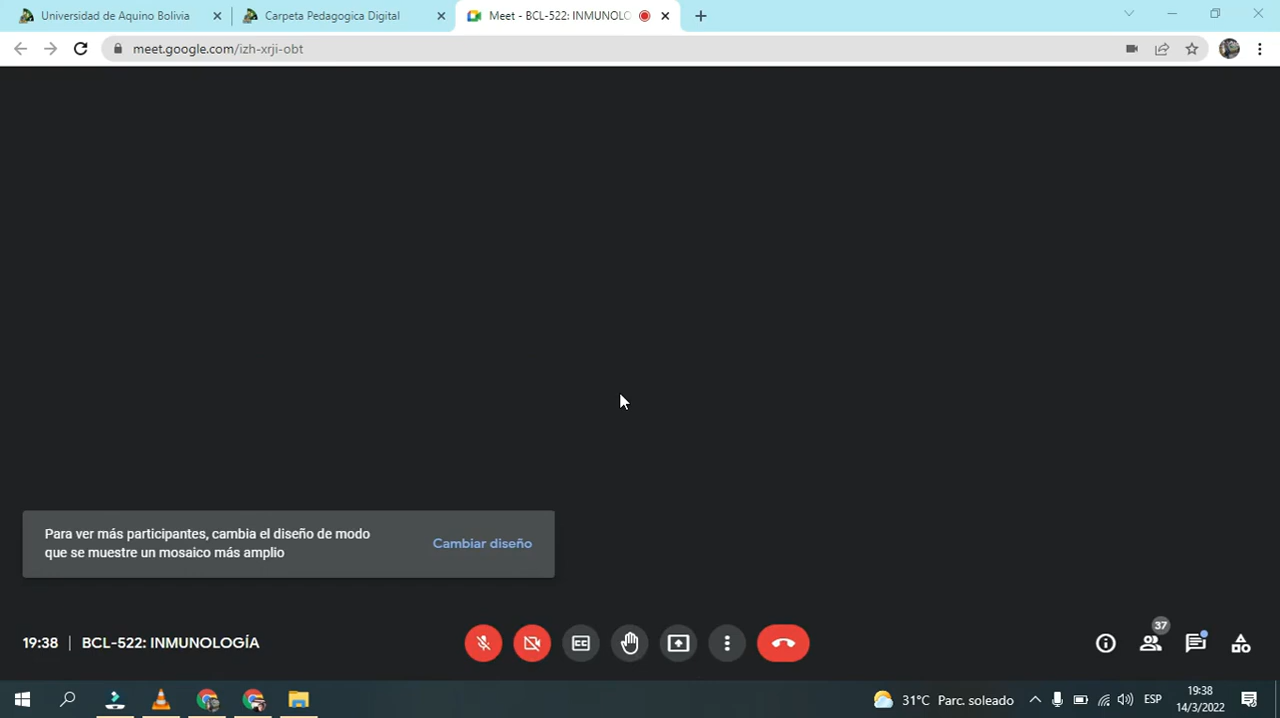 Universidad de Aquino Bolivia
Carpeta Pedagogica Digital
Meet - BCL-522: INMUNOLO
meet.google.com/izh-xrji-obt
Para ver más participantes, cambia el diseño de modo
que se muestre un mosaico más amplio
Cambiar diseño
19:38 | BCL-522: INMUNOLOGÍA
CC
37
31°C Parc. soleado
ESP
19:38
14/3/2022